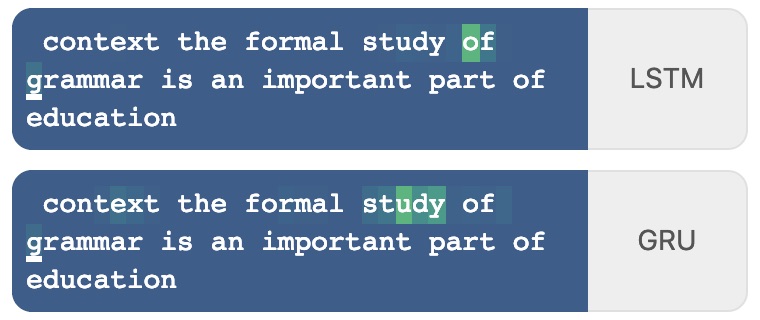 context the formal study of
grammar is an important part of
education
LSTM
context the formal study of
grammar is an important part of
education
GRU